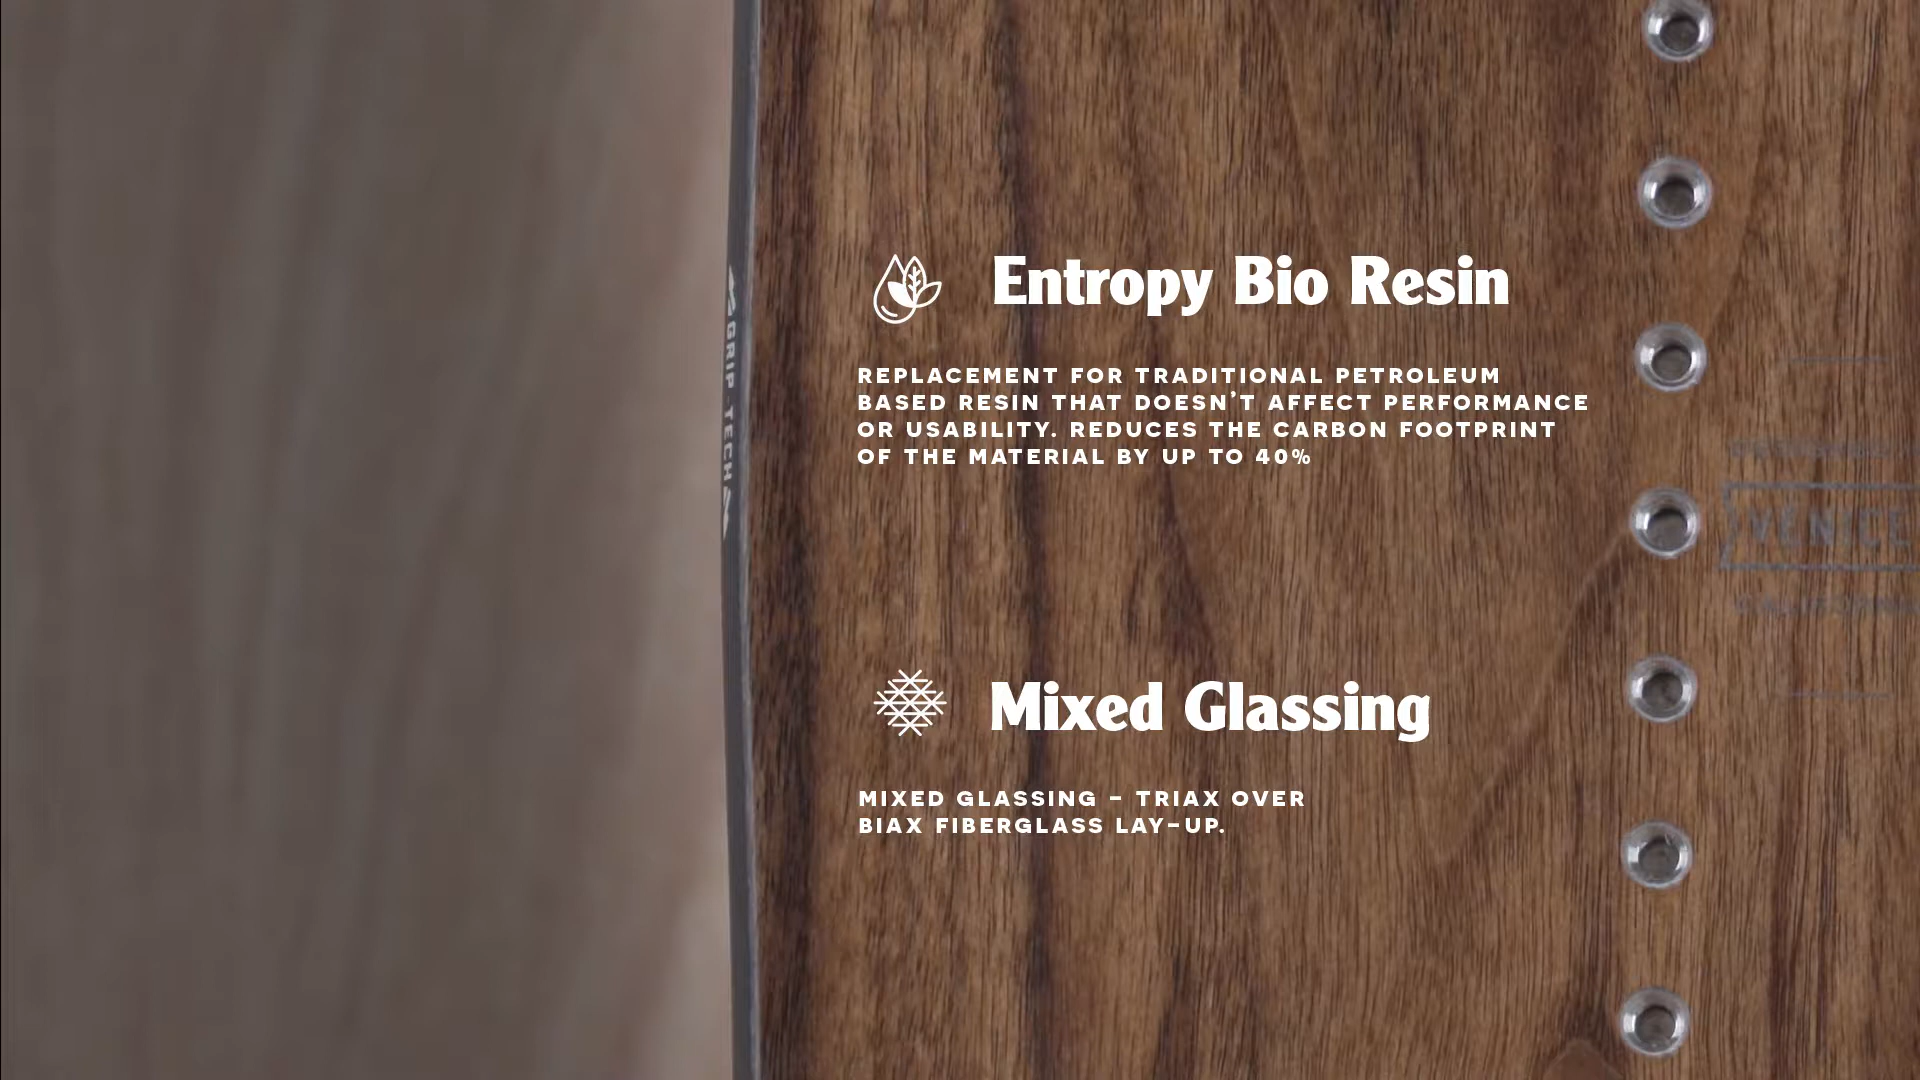 Entropy Bio Resin
REPLACEMENT FOR TRADITIONAL PETROLEUM
BASED RESIN THAT DOESN'T AFFECT PERFORMANCE
OR USABILITY. REDUCES THE CARBON FOOTPRINT
OF THE MATERIAL BY UP TO 40%
GRIP TECH
VENICE
Mixed Glassing
MIXED GLASSING - TRIAX OVER
BIAX FIBERGLASS LAY-UP.